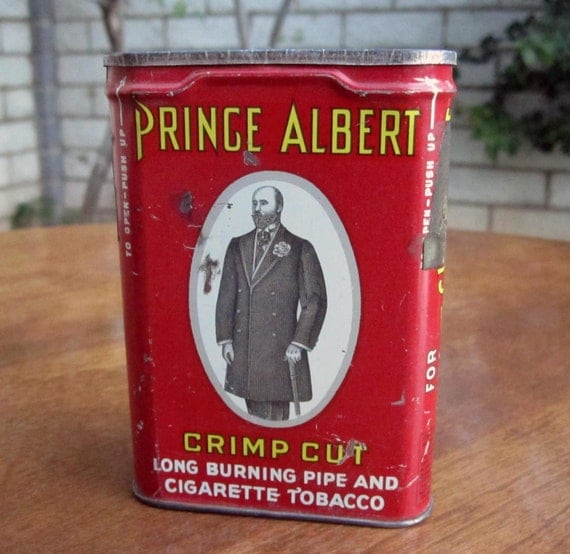 PRINCE ALBERT
CRIMP CUT
LONG BURNING PIPE AND
CIGARETTE TOBACCO
TO OPEN-PUSH UP
OPEN-PUSH UP
FOR